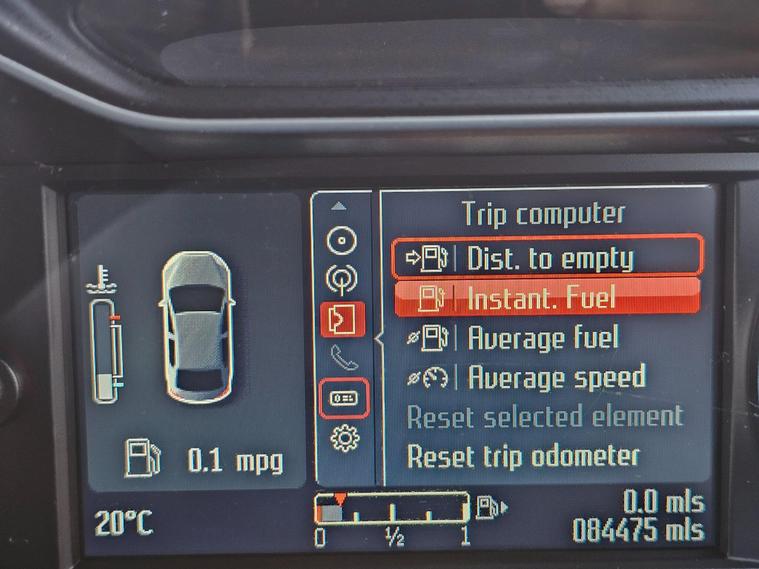 Trip computer
Dist. to empty
Instant. Fuel
Average fuel
Average speed
Reset selected element
Reset trip odometer
0.1 mpg
20°C
0 1/2 1
0.0 mls
084475 mls